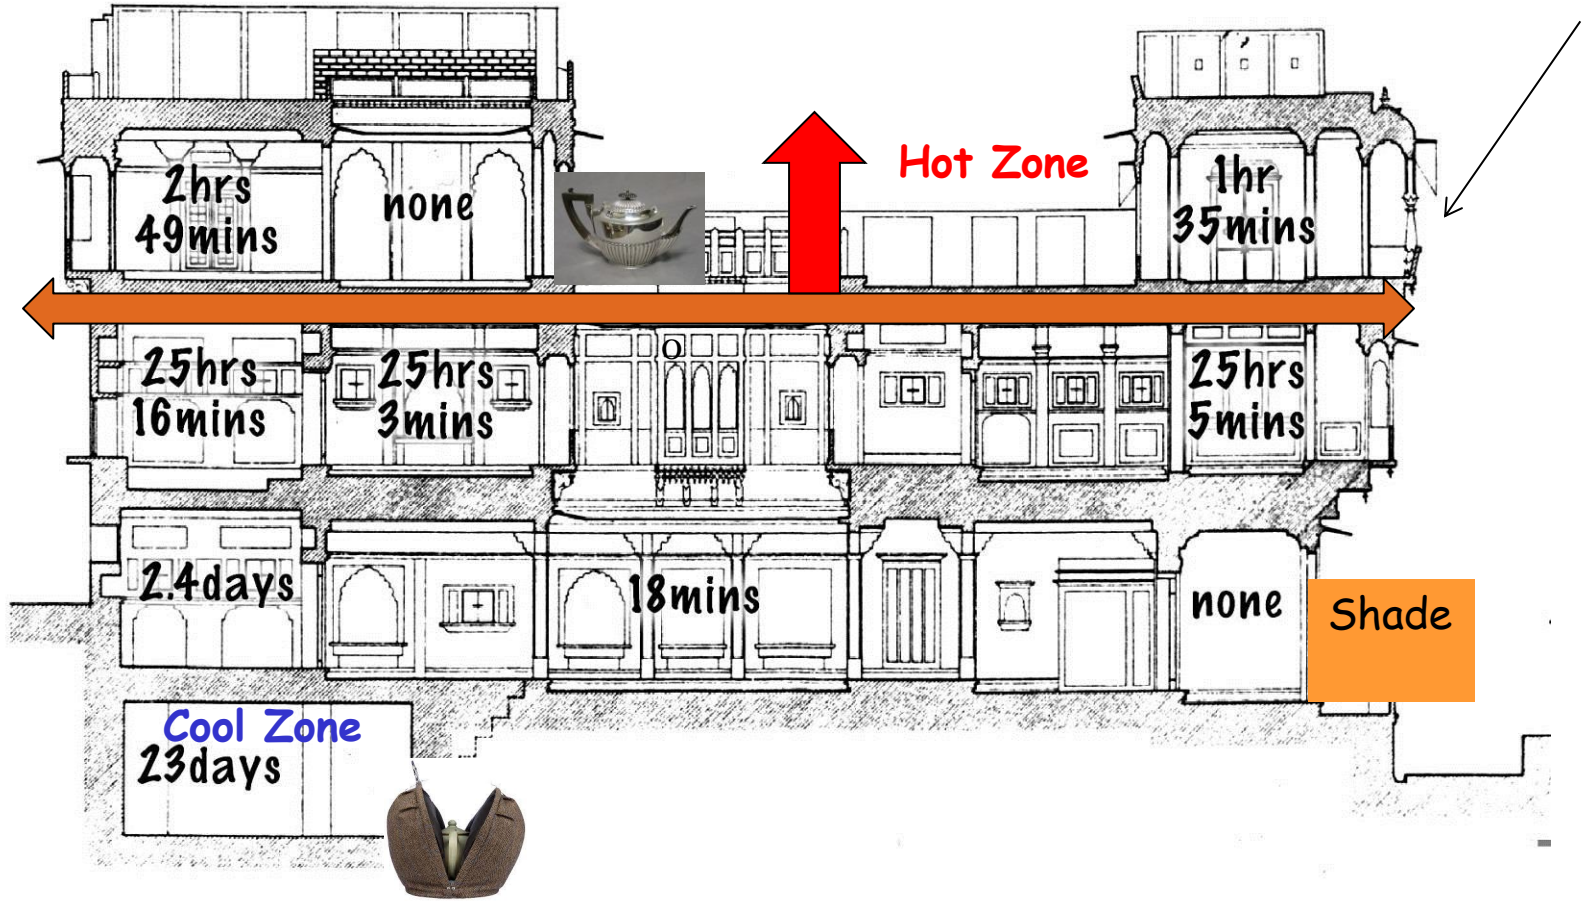 Hot Zone
2hrs
49mins
none
1hr
35mins
O
25hrs
16mins
25hrs
3mins
25hrs
5mins
2.4days
18mins
none
Shade
Cool Zone
23days